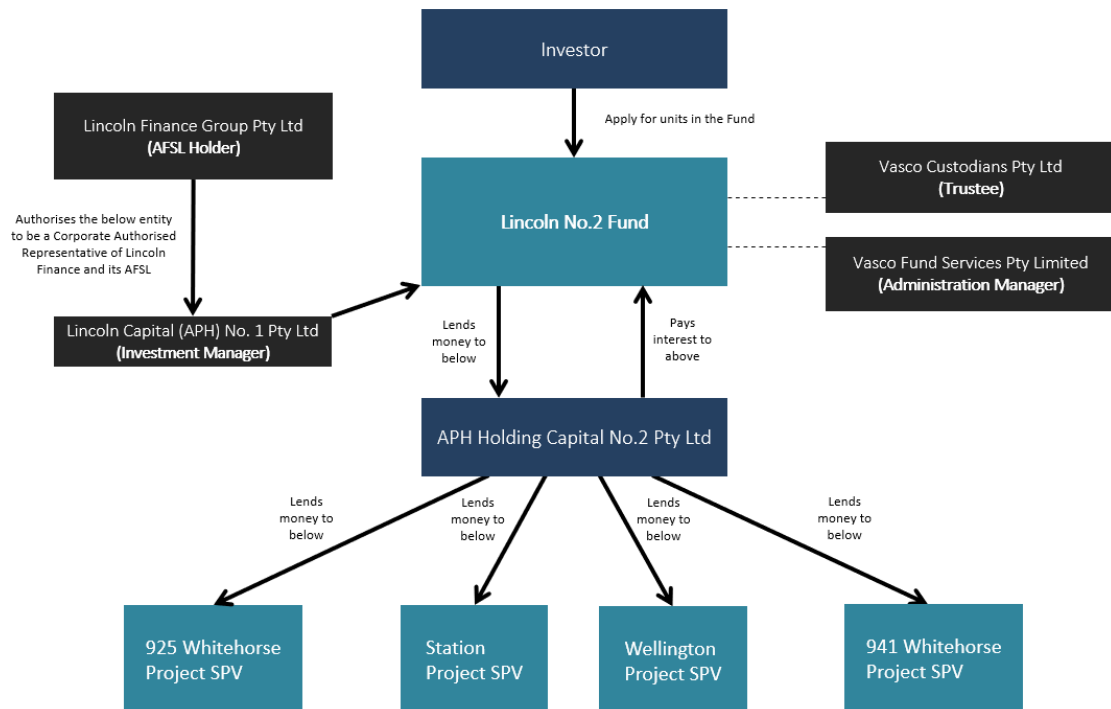 Investor
Apply for units in the Fund
Lincoln Finance Group Pty Ltd
(AFSL Holder)
Authorises the below entity
to be a Corporate Authorised
Representative of Lincoln
Finance and its AFSL
Lincoln Capital (APH) No. 1 Pty Ltd
(Investment Manager)
Lincoln No.2 Fund
Vasco Custodians Pty Ltd
(Trustee)
Vasco Fund Services Pty Limited
(Administration Manager)
Lends
money to
below
Pays
interest to
above
APH Holding Capital No.2 Pty Ltd
Lends
money to
below
Lends
money to
below
Lends
money to
below
Lends
money to
below
925 Whitehorse
Project SPV
Station
Project SPV
Wellington
Project SPV
941 Whitehorse
Project SPV